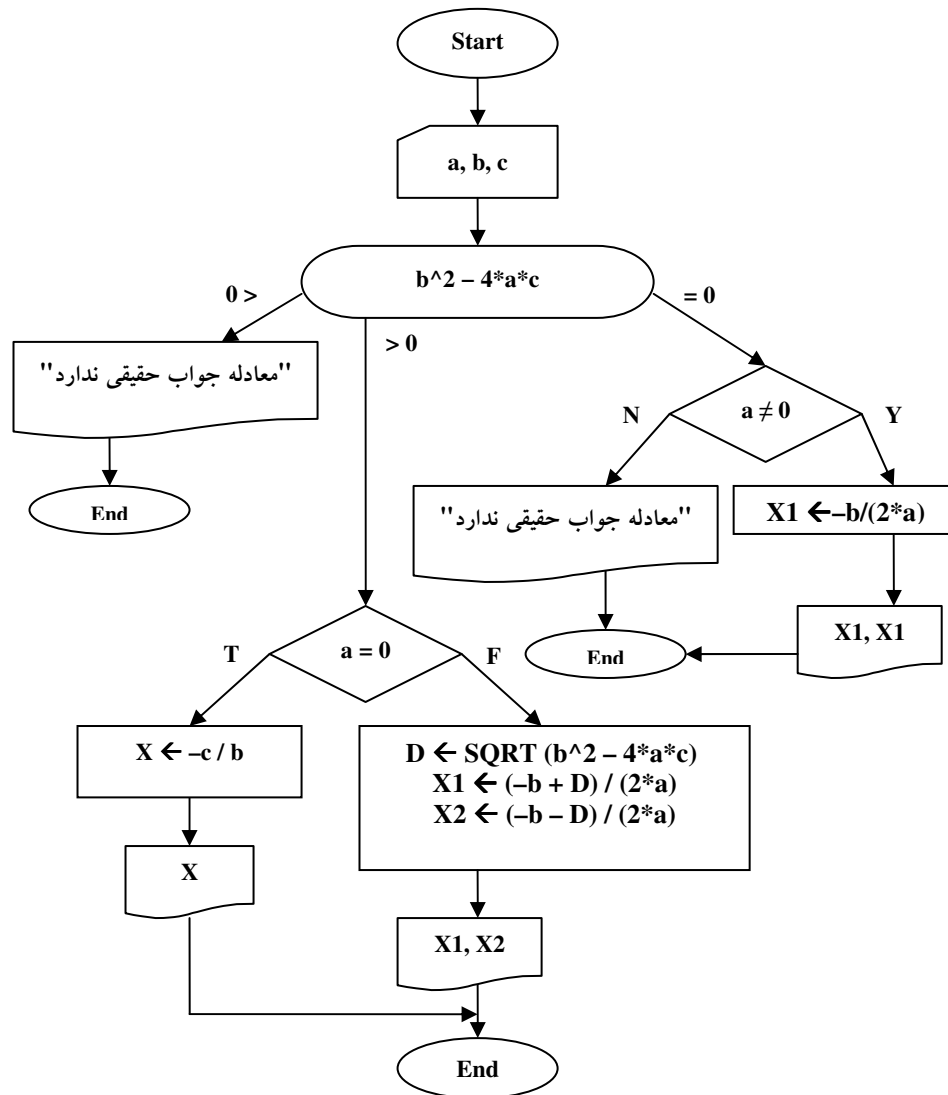 Start
a, b, c
b^2 – 4*a*c
0 >
> 0
= 0
"معادله جواب حقیقی ندارد"
End
a ≠ 0
N
Y
"معادله جواب حقیقی ندارد"
X1 ← –b/(2*a)
X1, X1
End
a = 0
T
F
X ← –c / b
D ← SQRT (b^2 – 4*a*c)
X1 ← (–b + D) / (2*a)
X2 ← (–b – D) / (2*a)
X
X1, X2
End